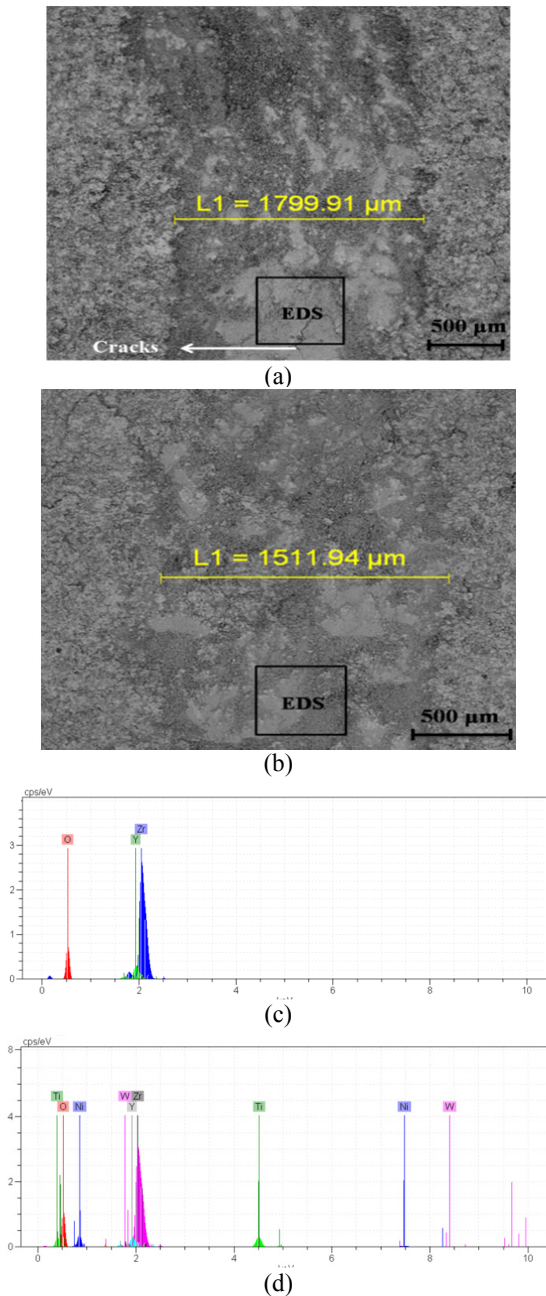 L1 = 1799.91 µm
EDS
500 µm
Cracks
(a)
L1 = 1511.94 µm
EDS
500 µm
(b)
cps/eV
Zr
O Y
3
2
1
0
0 2 4 6 8 10
(c)
cps/eV
8
Ti W Zr Ti Ni W
O Ni Y
6
4
2
0
0 2 4 6 8 10
(d)